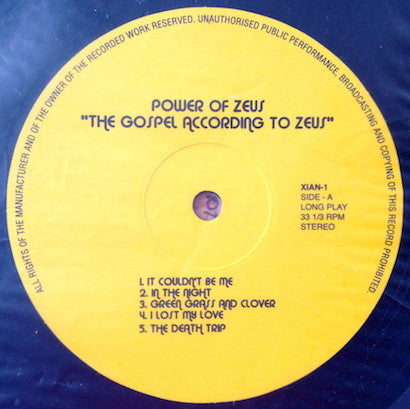 ALL RIGHTS OF THE MANUFACTURER AND OF THE OWNER OF THE RECORDED WORK RESERVED. UNAUTHORISED PUBLIC PERFORMANCE, BROADCASTING AND COPYING OF THIS RECORD PROHIBITED.
POWER OF ZEUS
"THE GOSPEL ACCORDING TO ZEUS"
XIAN-1
SIDE - A
LONG PLAY
33 1/3 RPM
STEREO
1. IT COULDN'T BE ME
2. IN THE NIGHT
3. GREEN GRASS AND CLOVER
4. I LOST MY LOVE
5. THE DEATH TRIP